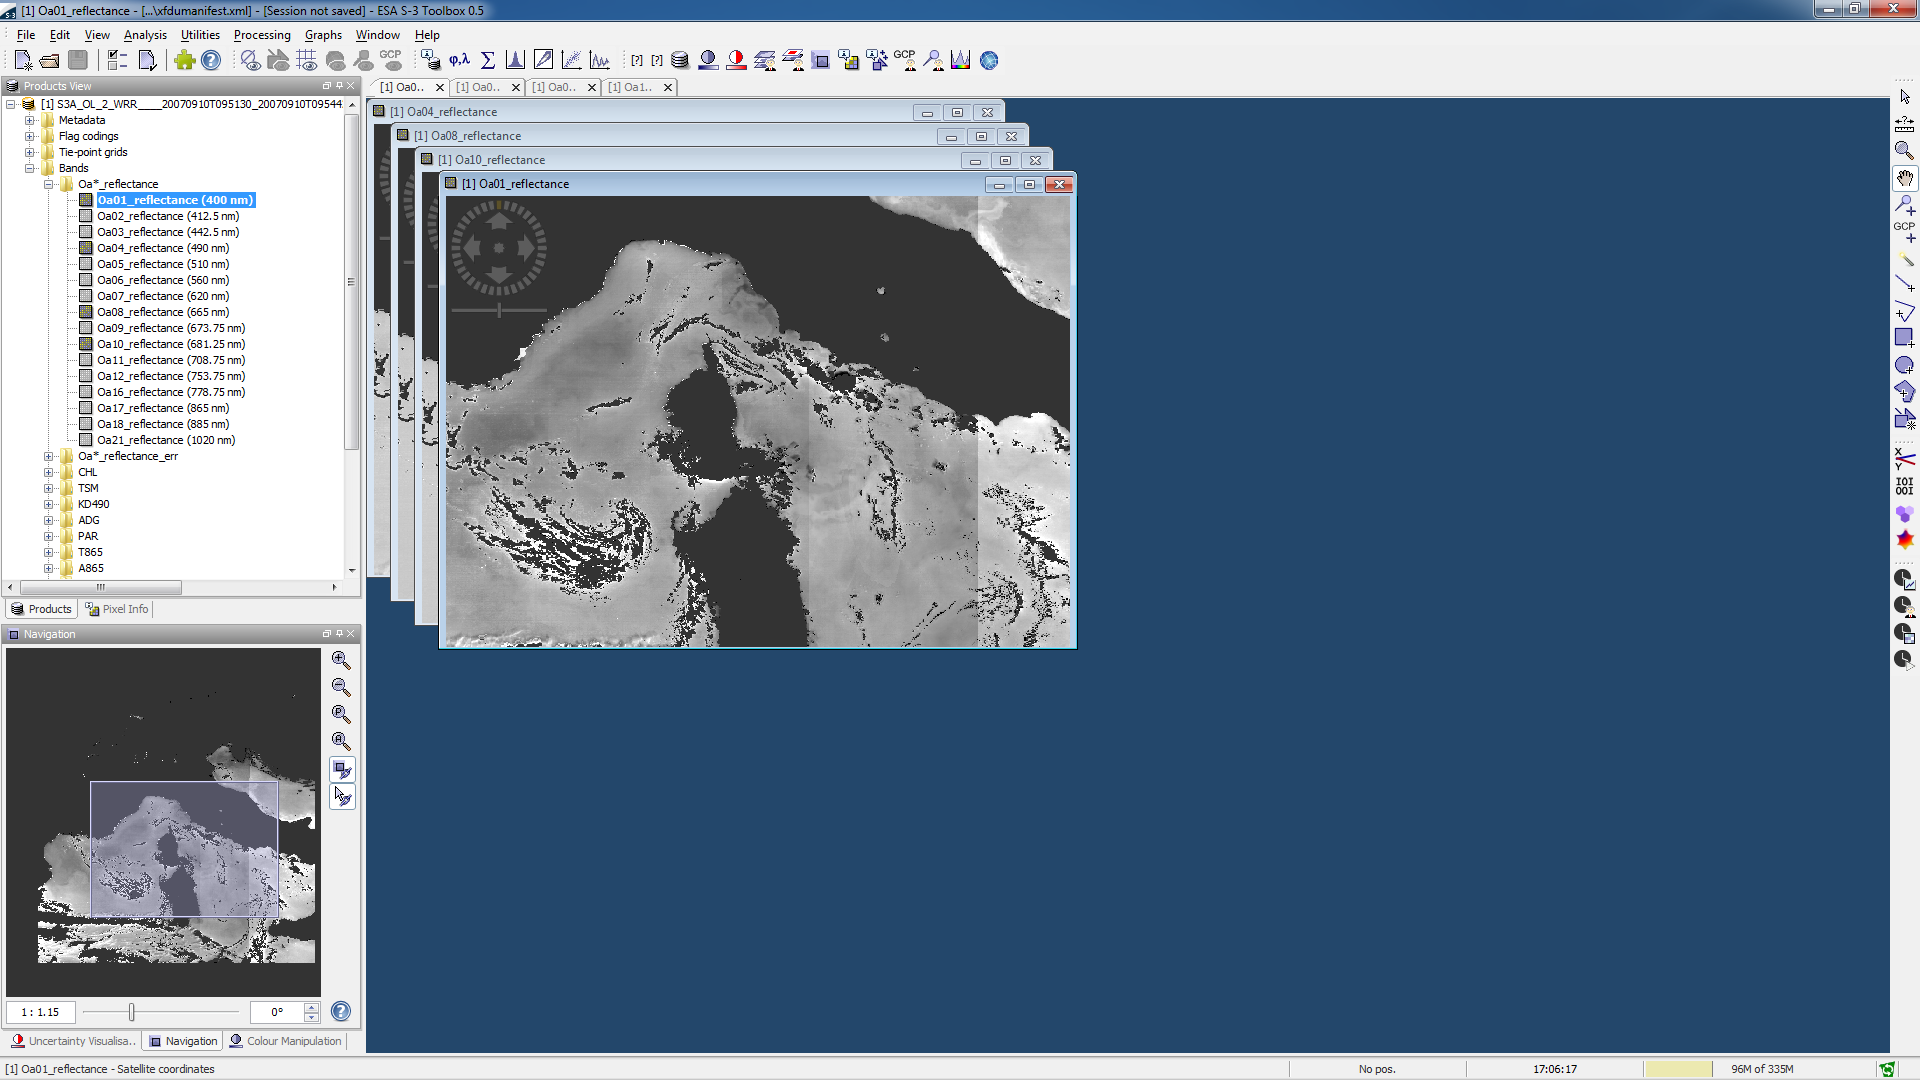 [1] Oa01_reflectance - [...\xfdumanifest.xml] - [Session not saved] - ESA S-3 Toolbox 0.5
File Edit View Analysis Utilities Processing Graphs Window Help
GCP φ,λ Σ [?] [?] GCP
Products View
[1] Oa0.. [1] Oa0.. [1] Oa0.. [1] Oa1..
[1] S3A_OL_2_WRR____20070910T095130_20070910T09544
Metadata
Flag codings
Tie-point grids
Bands
Oa*_reflectance
Oa01_reflectance (400 nm)
Oa02_reflectance (412.5 nm)
Oa03_reflectance (442.5 nm)
Oa04_reflectance (490 nm)
Oa05_reflectance (510 nm)
Oa06_reflectance (560 nm)
Oa07_reflectance (620 nm)
Oa08_reflectance (665 nm)
Oa09_reflectance (673.75 nm)
Oa10_reflectance (681.25 nm)
Oa11_reflectance (708.75 nm)
Oa12_reflectance (753.75 nm)
Oa16_reflectance (778.75 nm)
Oa17_reflectance (865 nm)
Oa18_reflectance (885 nm)
Oa21_reflectance (1020 nm)
Oa*_reflectance_err
CHL
TSM
KD490
ADG
PAR
T865
A865
Products Pixel Info
[1] Oa04_reflectance
[1] Oa08_reflectance
[1] Oa10_reflectance
[1] Oa01_reflectance
GCP
X
Y
IOI
OOI
Navigation
1 : 1.15 0°
Uncertainty Visualisa.. Navigation Colour Manipulation
[1] Oa01_reflectance - Satellite coordinates No pos. 17:06:17 96M of 335M